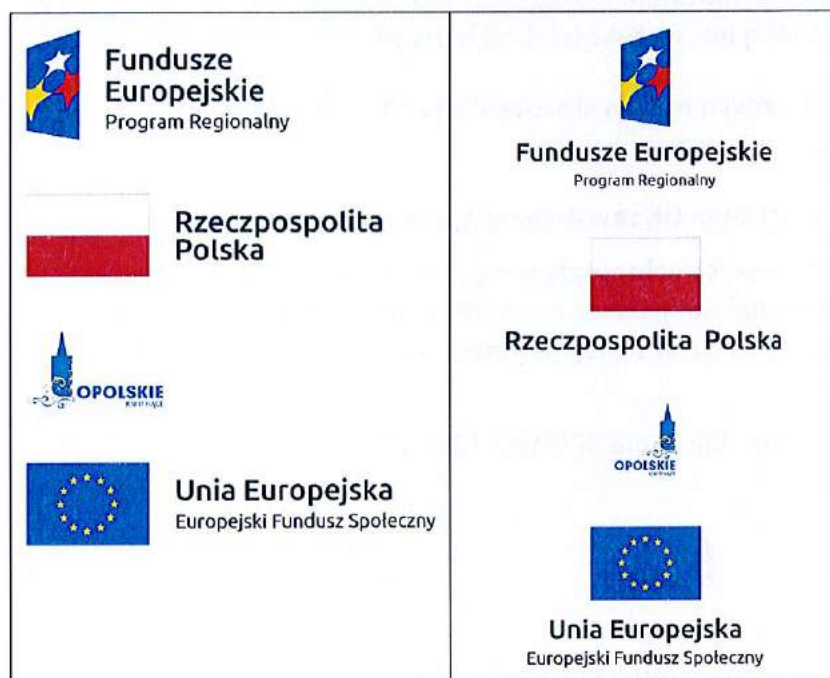 Fundusze
Europejskie
Program Regionalny
Rzeczpospolita
Polska
OPOLSKIE
Unia Europejska
Europejski Fundusz Społeczny
Fundusze Europejskie
Program Regionalny
Rzeczpospolita Polska
OPOLSKIE
Unia Europejska
Europejski Fundusz Społeczny